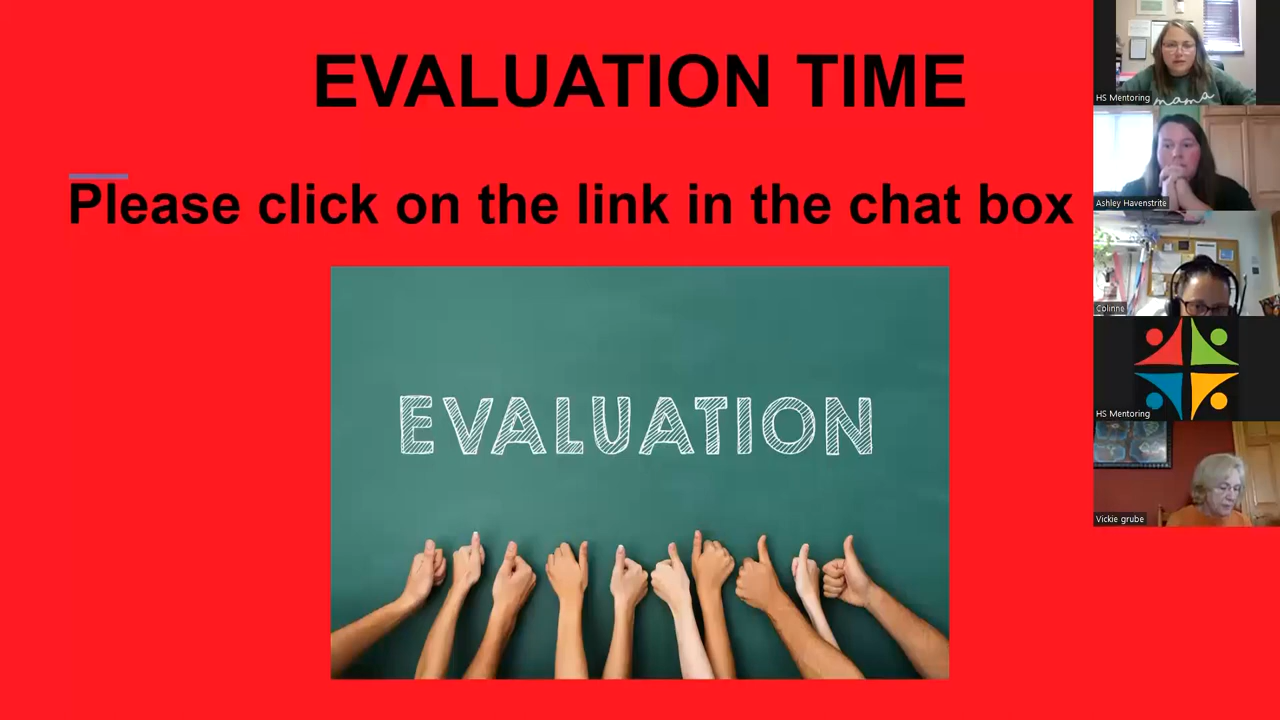 EVALUATION TIME
Please click on the link in the chat box
EVALUATION
mama
HS Mentoring
Ashley Havenstrite
Colinne
HS Mentoring
Vickie grube